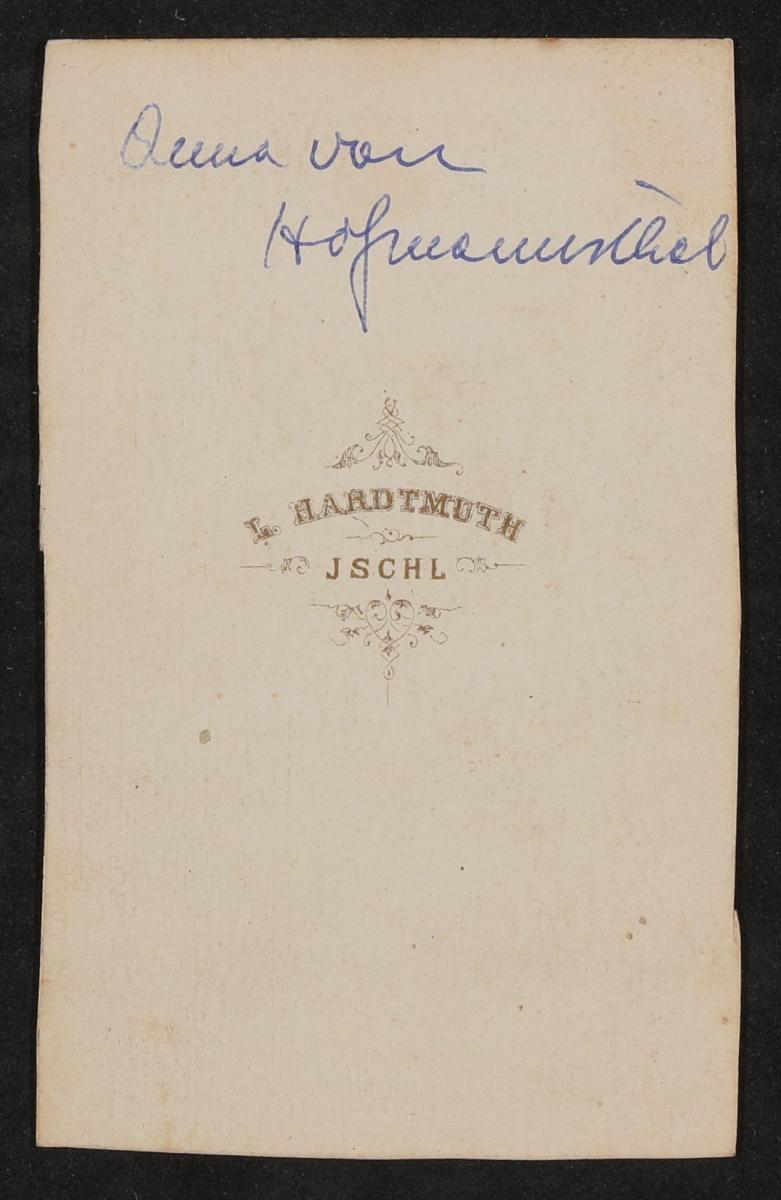 Anna von
Hofmannsthal
L. HARDTMUTH
JSCHL